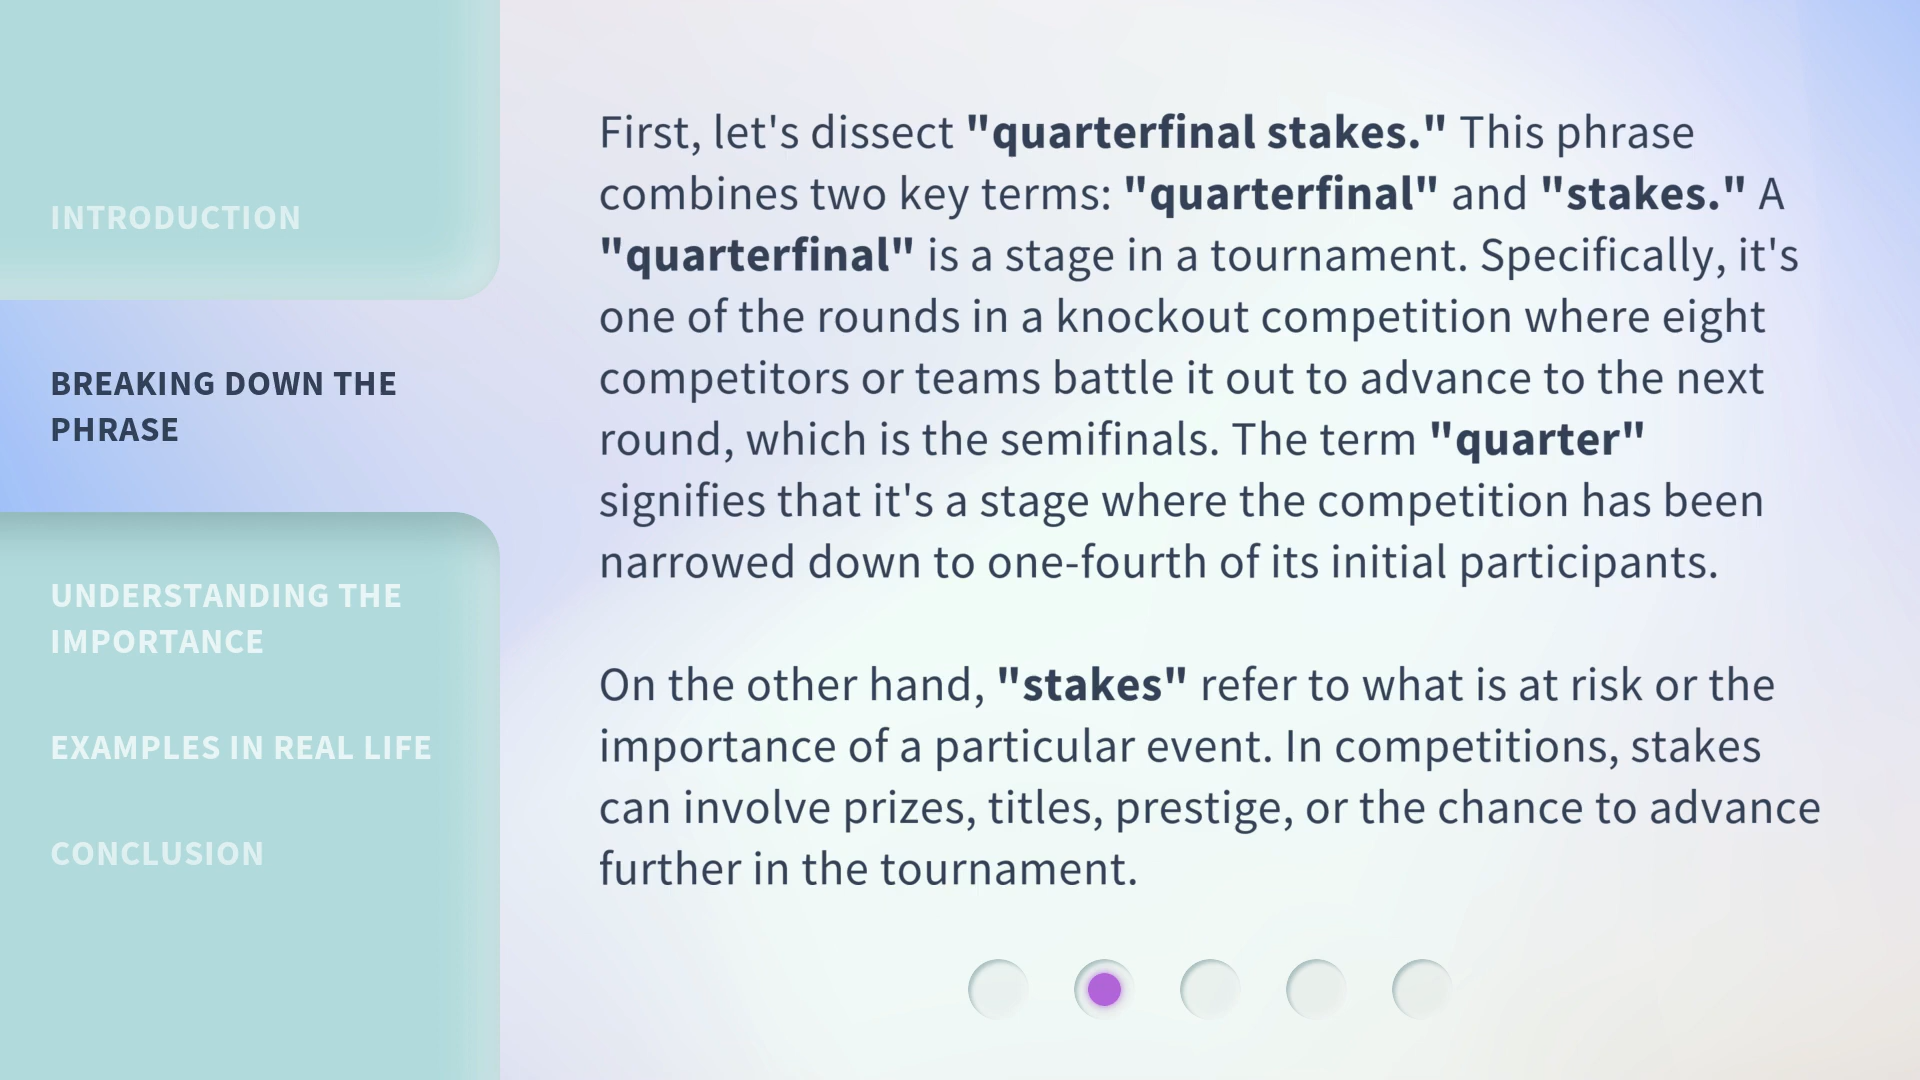 INTRODUCTION
BREAKING DOWN THE
PHRASE
UNDERSTANDING THE
IMPORTANCE
EXAMPLES IN REAL LIFE
CONCLUSION
First, let's dissect "quarterfinal stakes." This phrase
combines two key terms: "quarterfinal" and "stakes." A
"quarterfinal" is a stage in a tournament. Specifically, it's
one of the rounds in a knockout competition where eight
competitors or teams battle it out to advance to the next
round, which is the semifinals. The term "quarter"
signifies that it's a stage where the competition has been
narrowed down to one-fourth of its initial participants.
On the other hand, "stakes" refer to what is at risk or the
importance of a particular event. In competitions, stakes
can involve prizes, titles, prestige, or the chance to advance
further in the tournament.